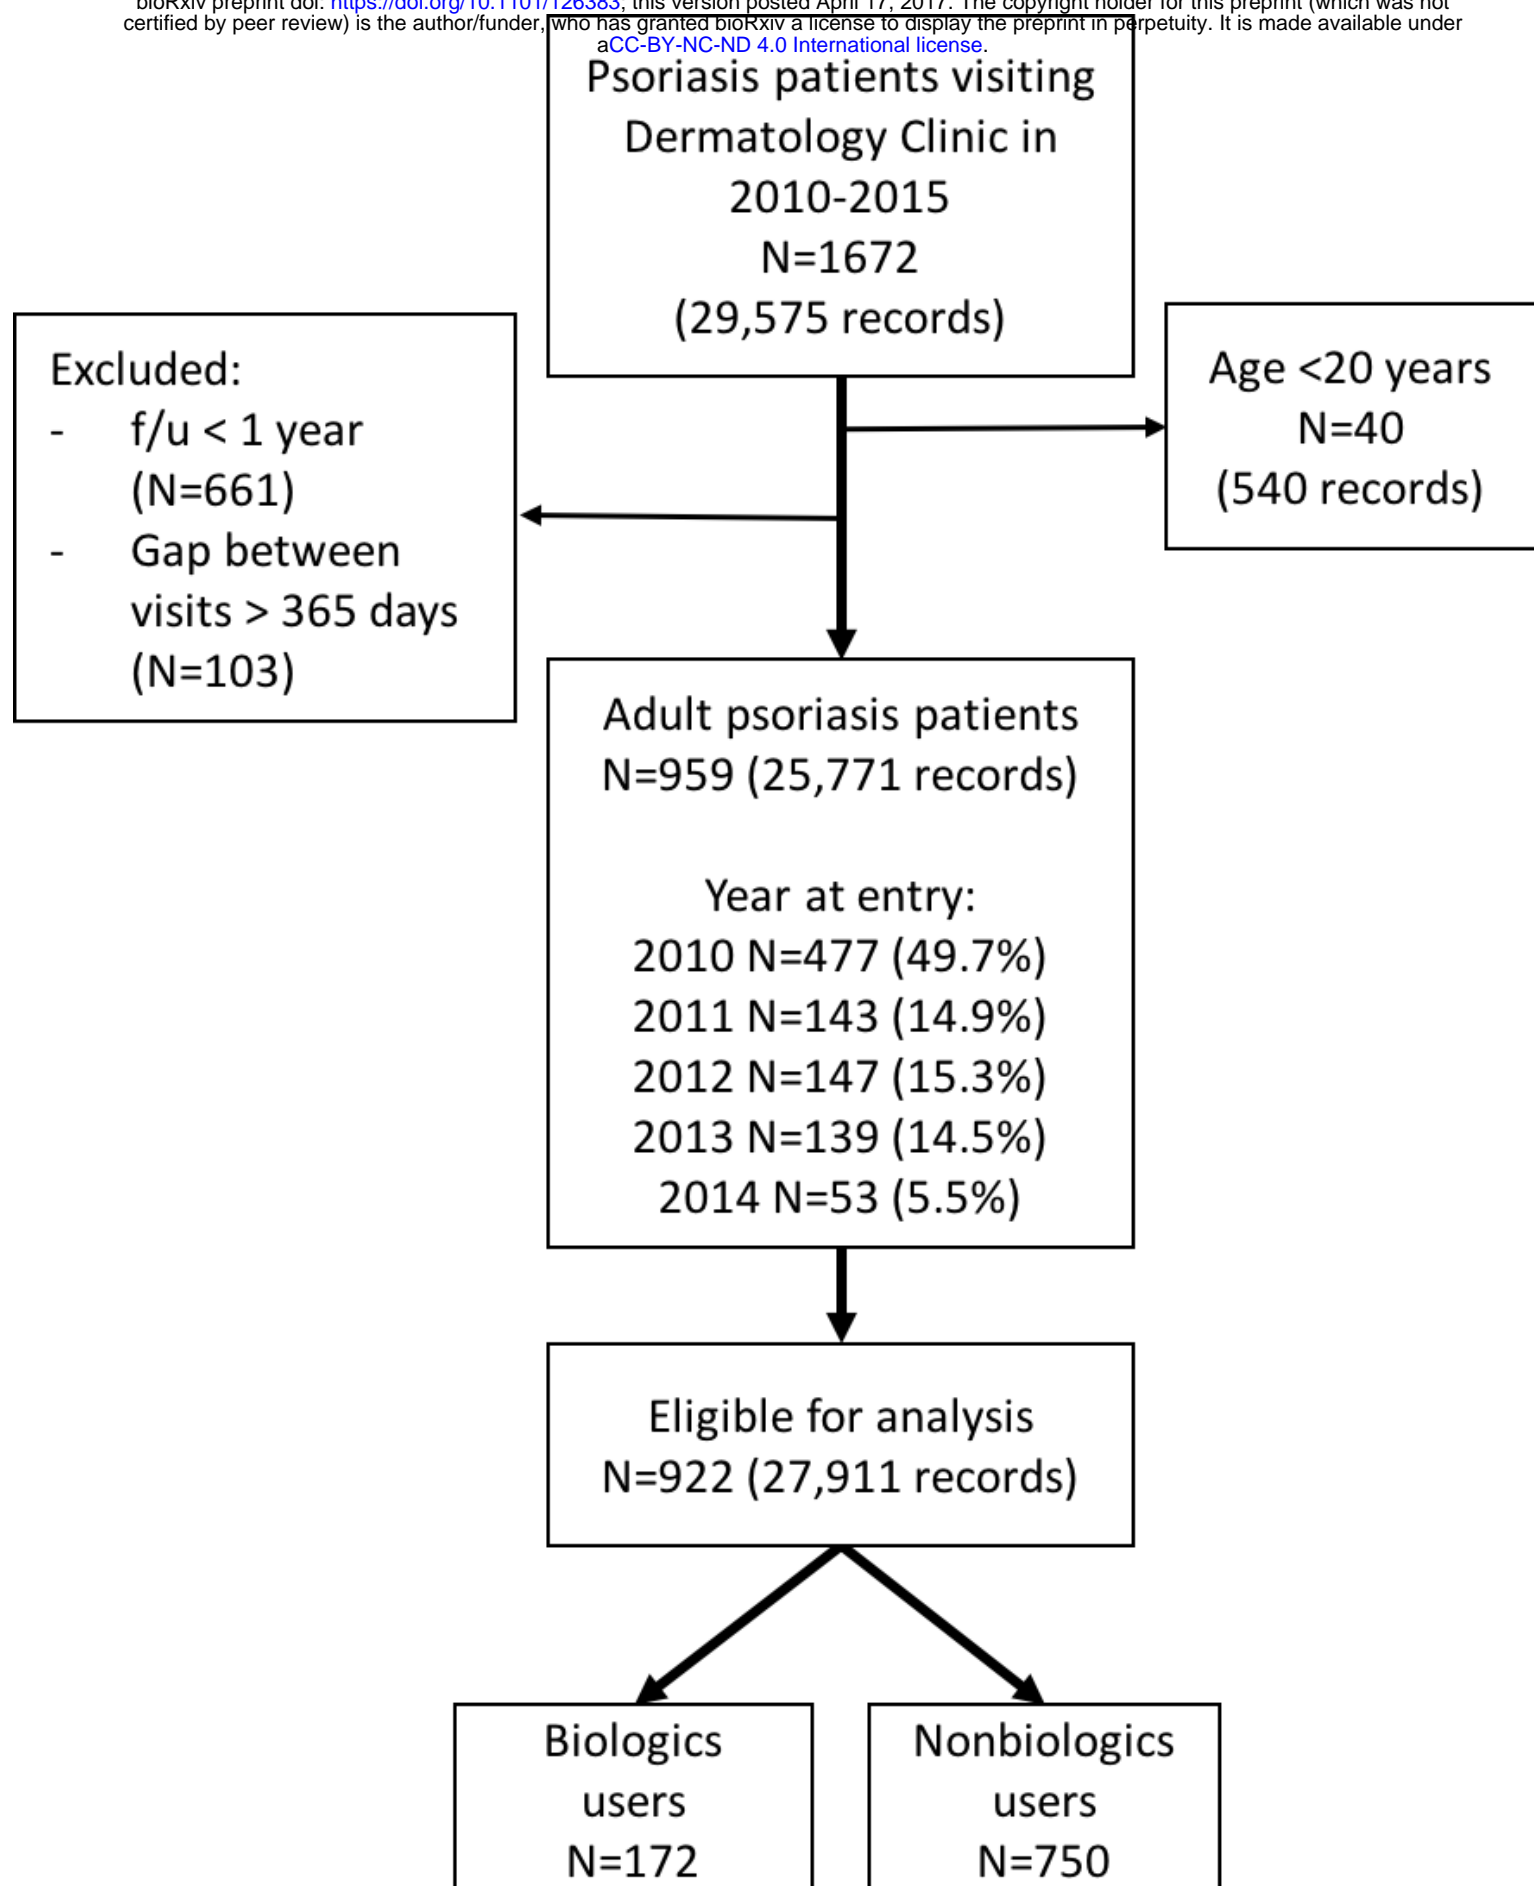 bioRxiv preprint doi: https://doi.org/10.1101/126383; this version posted April 17, 2017. The copyright holder for this preprint (which was not
certified by peer review) is the author/funder, who has granted bioRxiv a license to display the preprint in perpetuity. It is made available under
aCC-BY-NC-ND 4.0 International license.
Psoriasis patients visiting
Dermatology Clinic in
2010-2015
N=1672
(29,575 records)
Excluded:
- f/u < 1 year
(N=661)
- Gap between
visits > 365 days
(N=103)
Age <20 years
N=40
(540 records)
Adult psoriasis patients
N=959 (25,771 records)
Year at entry:
2010 N=477 (49.7%)
2011 N=143 (14.9%)
2012 N=147 (15.3%)
2013 N=139 (14.5%)
2014 N=53 (5.5%)
Eligible for analysis
N=922 (27,911 records)
Biologics
users
N=172
Nonbiologics
users
N=750